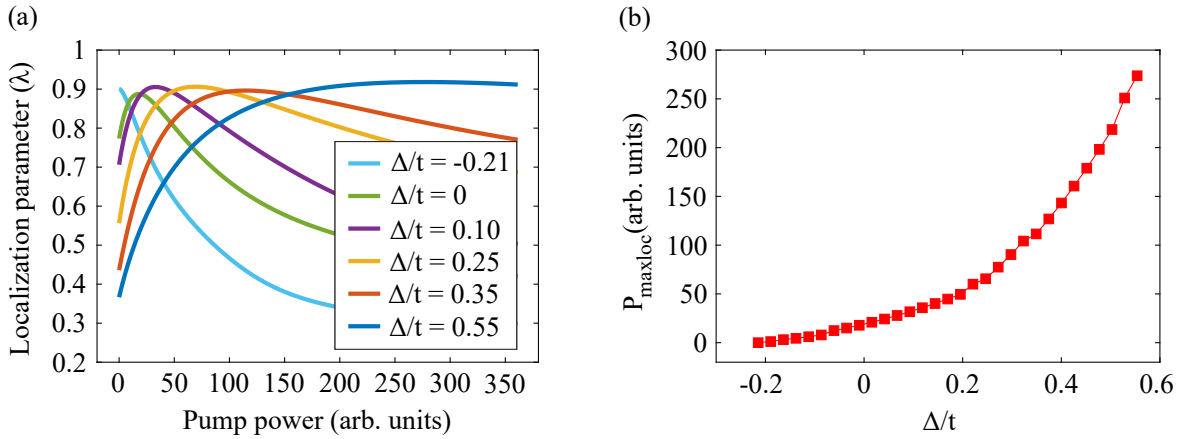 (a)
1
0.9
0.8
0.7
0.6
0.5
0.4
0.3
0.2
Localization parameter (λ)
Δ/t = -0.21
Δ/t = 0
Δ/t = 0.10
Δ/t = 0.25
Δ/t = 0.35
Δ/t = 0.55
0 50 100 150 200 250 300 350
Pump power (arb. units)
(b)
300
250
200
150
100
50
0
P_maxloc(arb. units)
-0.2 0 0.2 0.4 0.6
Δ/t